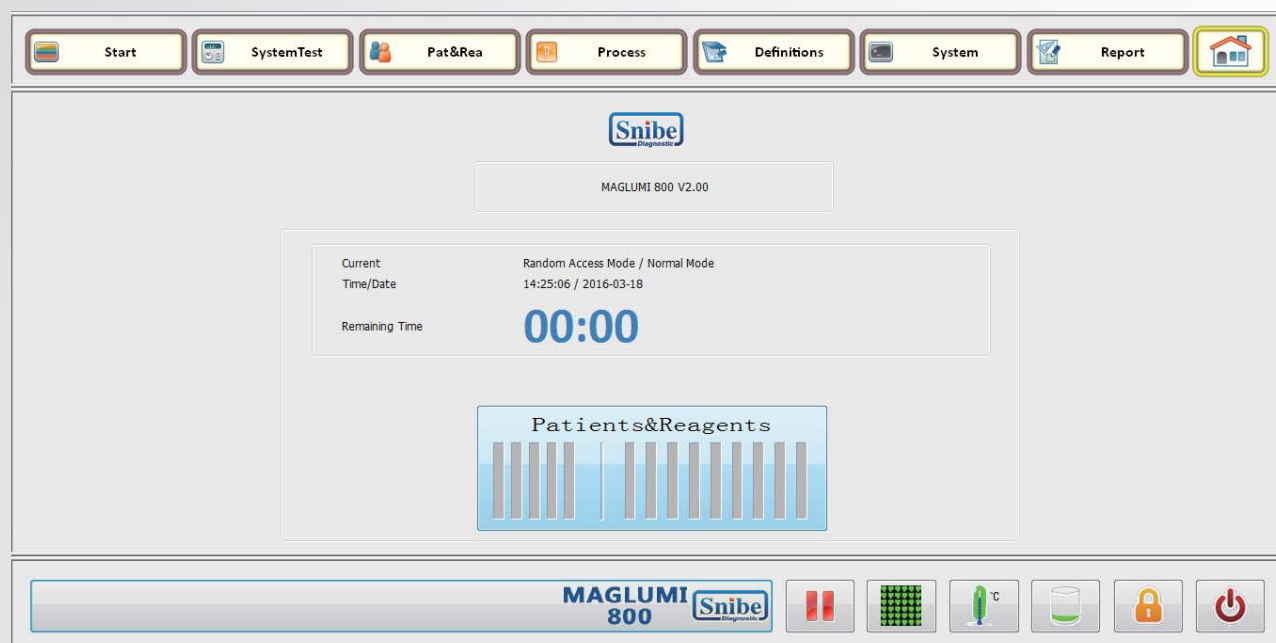 Start SystemTest Pat&Rea Process Definitions System Report
Snibe
Diagnostic
MAGLUMI 800 V2.00
Current Random Access Mode / Normal Mode
Time/Date 14:25:06 / 2016-03-18
Remaining Time 00:00
Patients&Reagents
MAGLUMI
800
Snibe
Diagnostic
°C